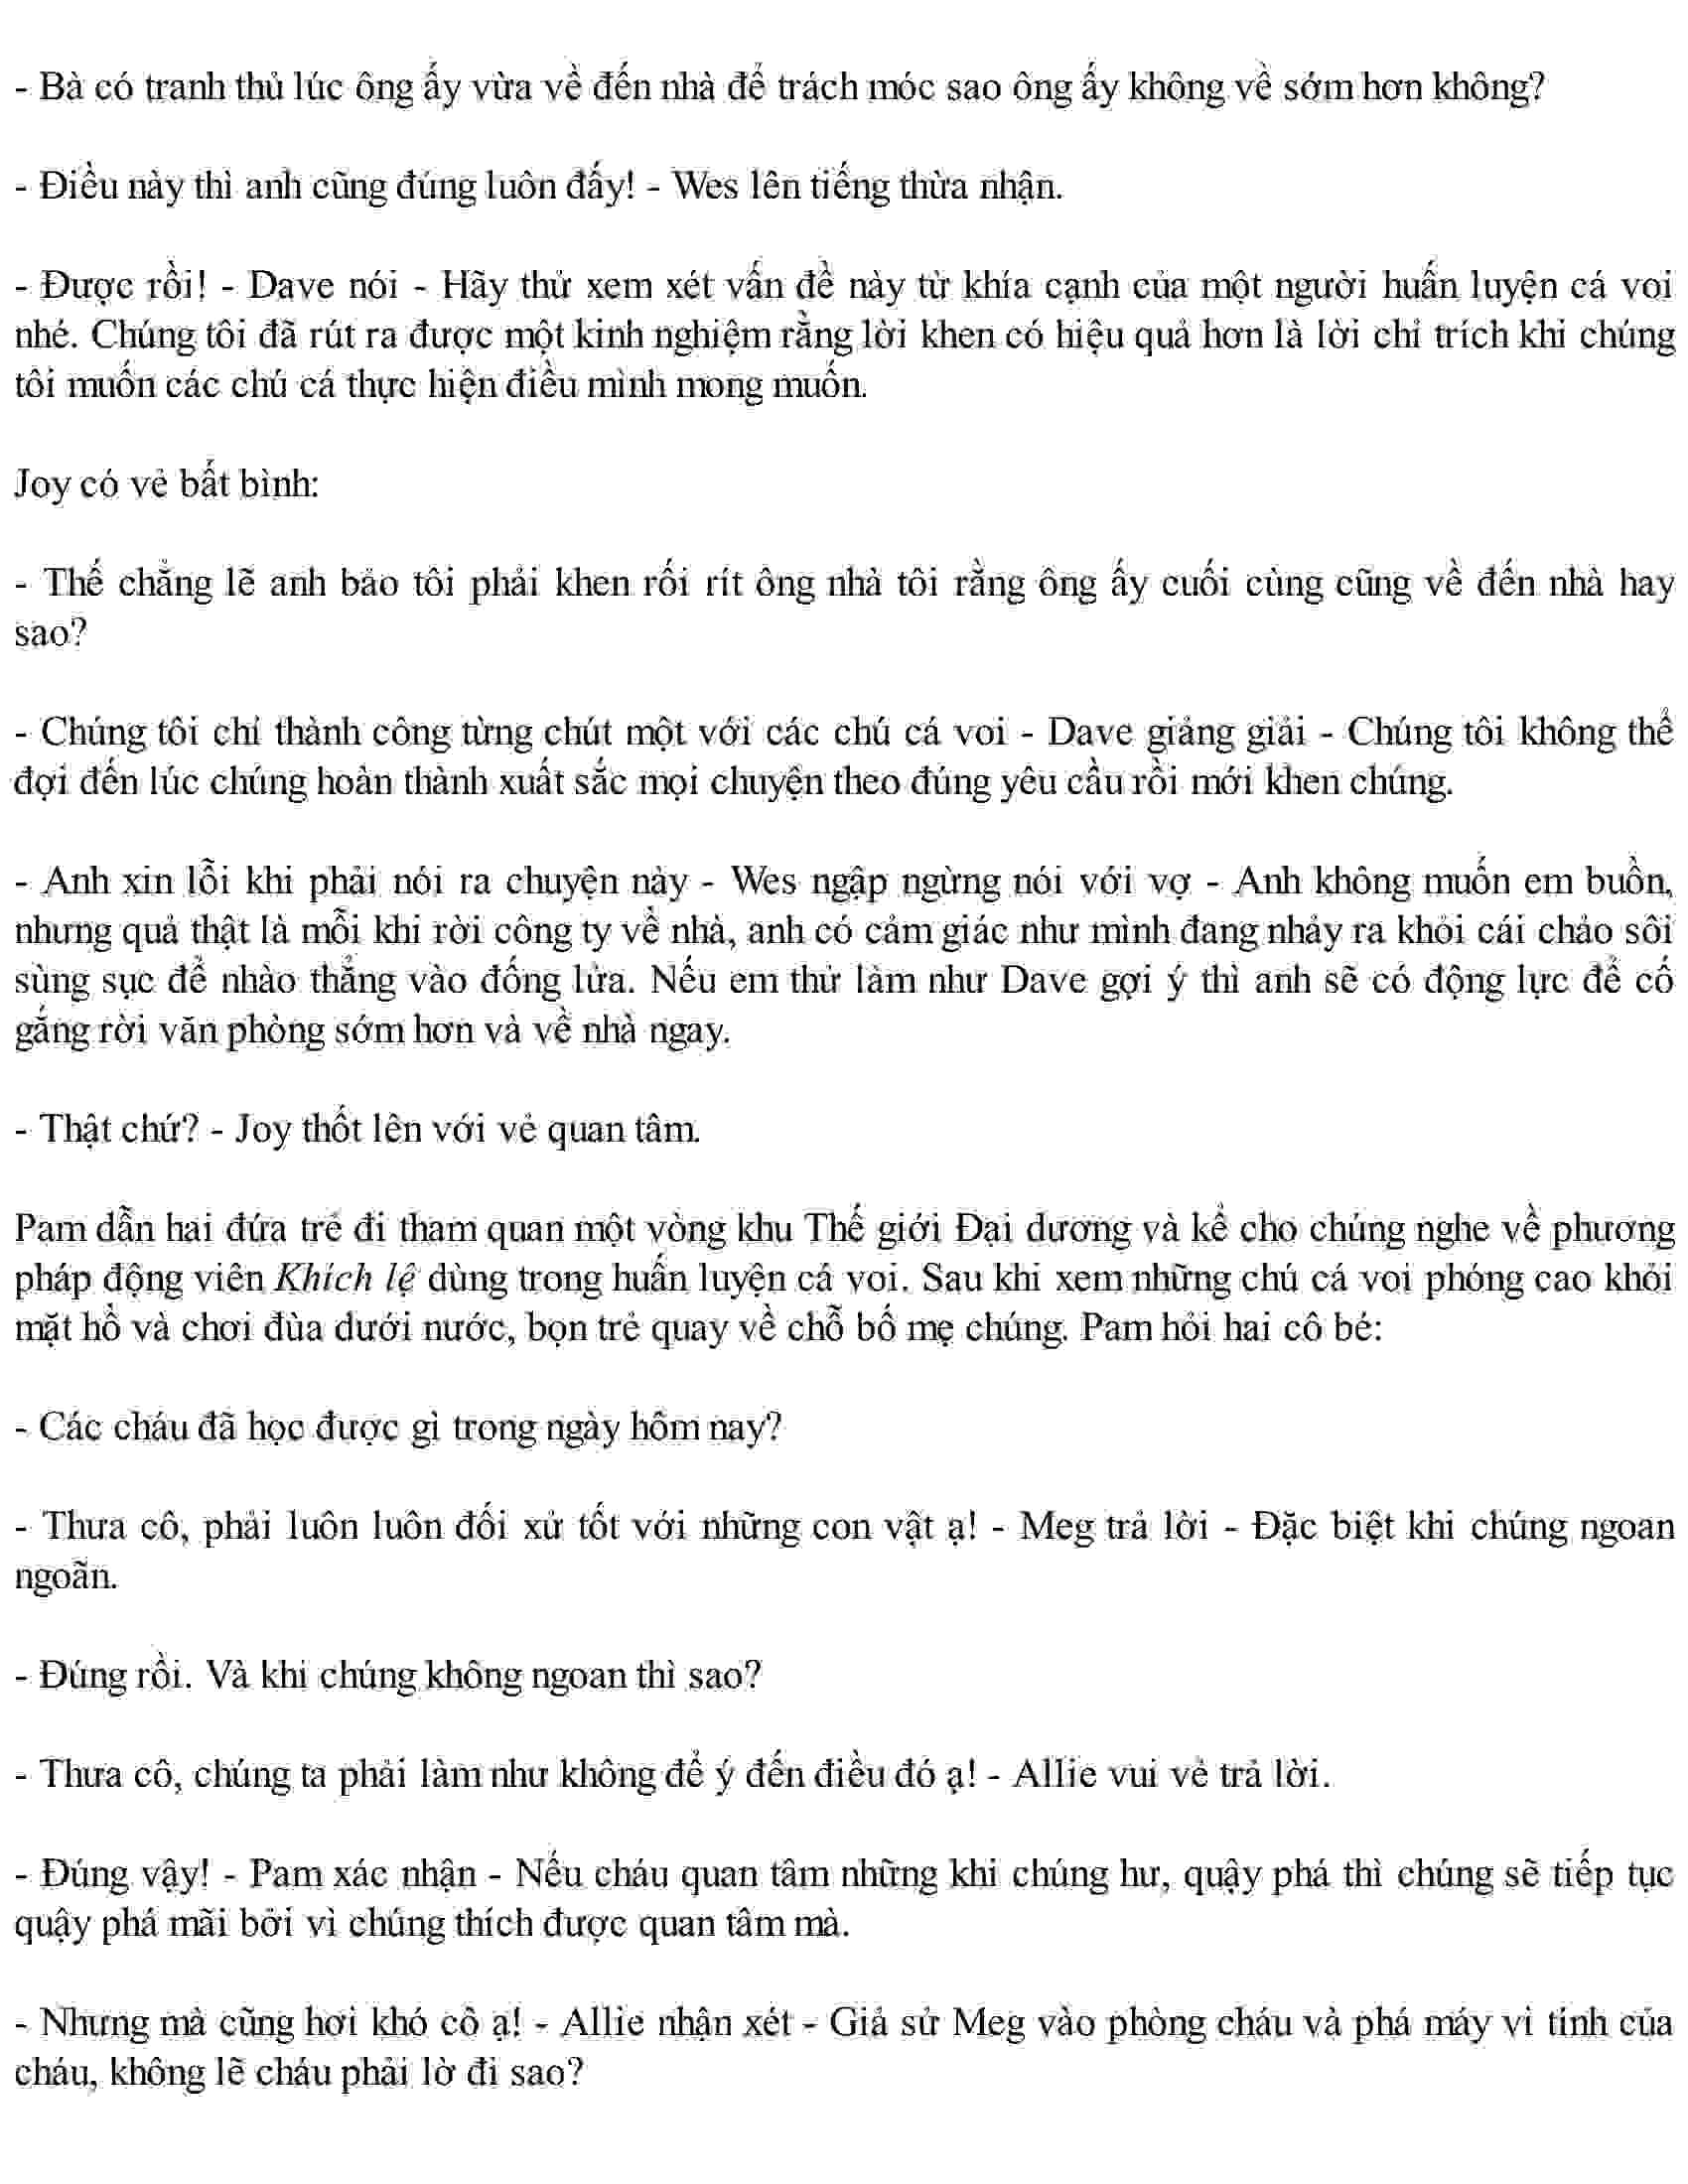 - Bà có tranh thủ lúc ông ấy vừa về đến nhà để trách móc sao ông ấy không về sớm hơn không?
- Điều này thì anh cũng đúng luôn đấy! - Wes lên tiếng thừa nhận.
- Được rồi! - Dave nói - Hãy thử xem xét vấn đề này từ khía cạnh của một người huấn luyện cá voi
nhé. Chúng tôi đã rút ra được một kinh nghiệm rằng lời khen có hiệu quả hơn là lời chỉ trích khi chúng
tôi muốn các chú cá thực hiện điều mình mong muốn.
Joy có vẻ bất bình:
- Thế chẳng lẽ anh bảo tôi phải khen rối rít ông nhà tôi rằng ông ấy cuối cùng cũng về đến nhà hay
sao?
- Chúng tôi chỉ thành công từng chút một với các chú cá voi - Dave giảng giải - Chúng tôi không thể
đợi đến lúc chúng hoàn thành xuất sắc mọi chuyện theo đúng yêu cầu rồi mới khen chúng.
- Anh xin lỗi khi phải nói ra chuyện này - Wes ngập ngừng nói với vợ - Anh không muốn em buồn,
nhưng quả thật là mỗi khi rời công ty về nhà, anh có cảm giác như mình đang nhảy ra khỏi cái chảo sôi
sùng sục để nhào thẳng vào đống lửa. Nếu em thử làm như Dave gợi ý thì anh sẽ có động lực để cố
gắng rời văn phòng sớm hơn và về nhà ngay.
- Thật chứ? - Joy thốt lên với vẻ quan tâm.
Pam dẫn hai đứa trẻ đi tham quan một vòng khu Thế giới Đại dương và kể cho chúng nghe về phương
pháp động viên Khích lệ dùng trong huấn luyện cá voi. Sau khi xem những chú cá voi phóng cao khỏi
mặt hồ và chơi đùa dưới nước, bọn trẻ quay về chỗ bố mẹ chúng. Pam hỏi hai cô bé:
- Các cháu đã học được gì trong ngày hôm nay?
- Thưa cô, phải luôn luôn đối xử tốt với những con vật ạ! - Meg trả lời - Đặc biệt khi chúng ngoan
ngoãn.
- Đúng rồi. Và khi chúng không ngoan thì sao?
- Thưa cô, chúng ta phải làm như không để ý đến điều đó ạ! - Allie vui vẻ trả lời.
- Đúng vậy! - Pam xác nhận - Nếu cháu quan tâm những khi chúng hư, quậy phá thì chúng sẽ tiếp tục
quậy phá mãi bởi vì chúng thích được quan tâm mà.
- Nhưng mà cũng hơi khó cô ạ! - Allie nhận xét - Giả sử Meg vào phòng cháu và phá máy vi tính của
cháu, không lẽ cháu phải lờ đi sao?